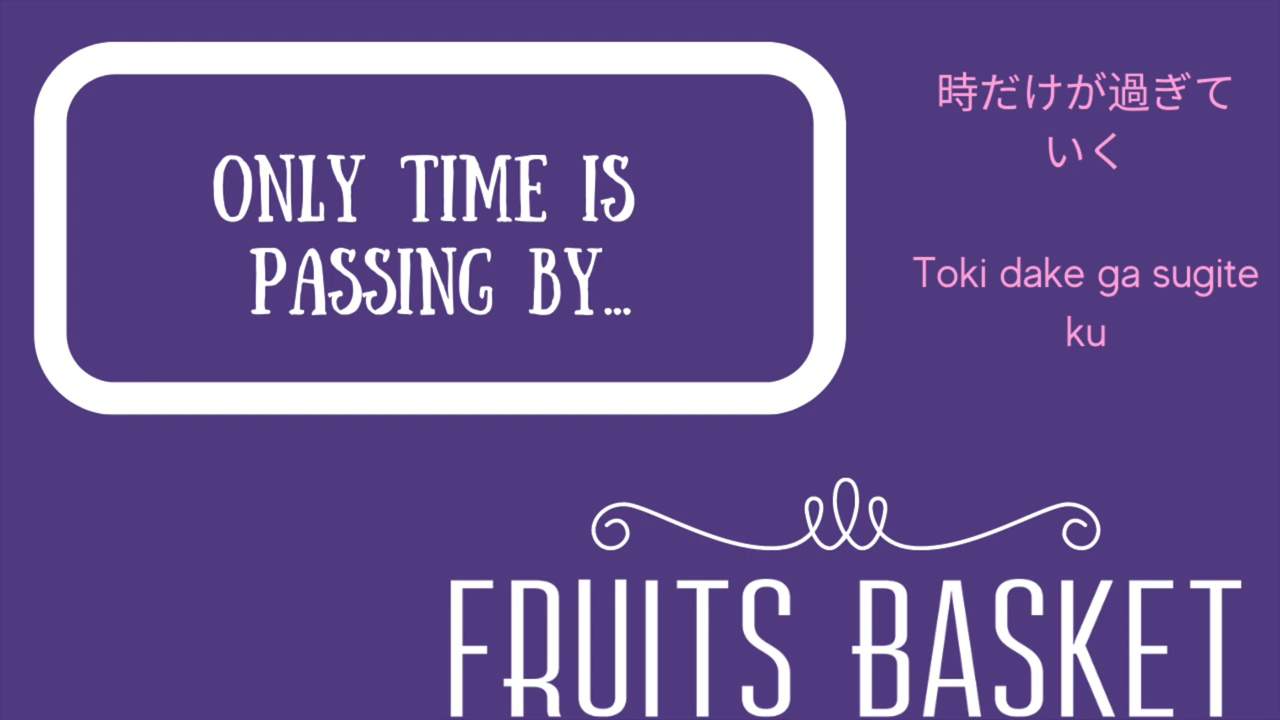 ONLY TIME IS
PASSING BY...
時だけが過ぎて
いく
Toki dake ga sugite
ku
FRUITS BASKET